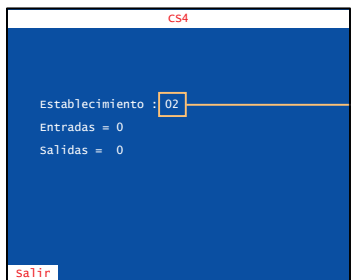 CS4
Establecimiento : 02
Entradas = 0
Salidas = 0
Salir